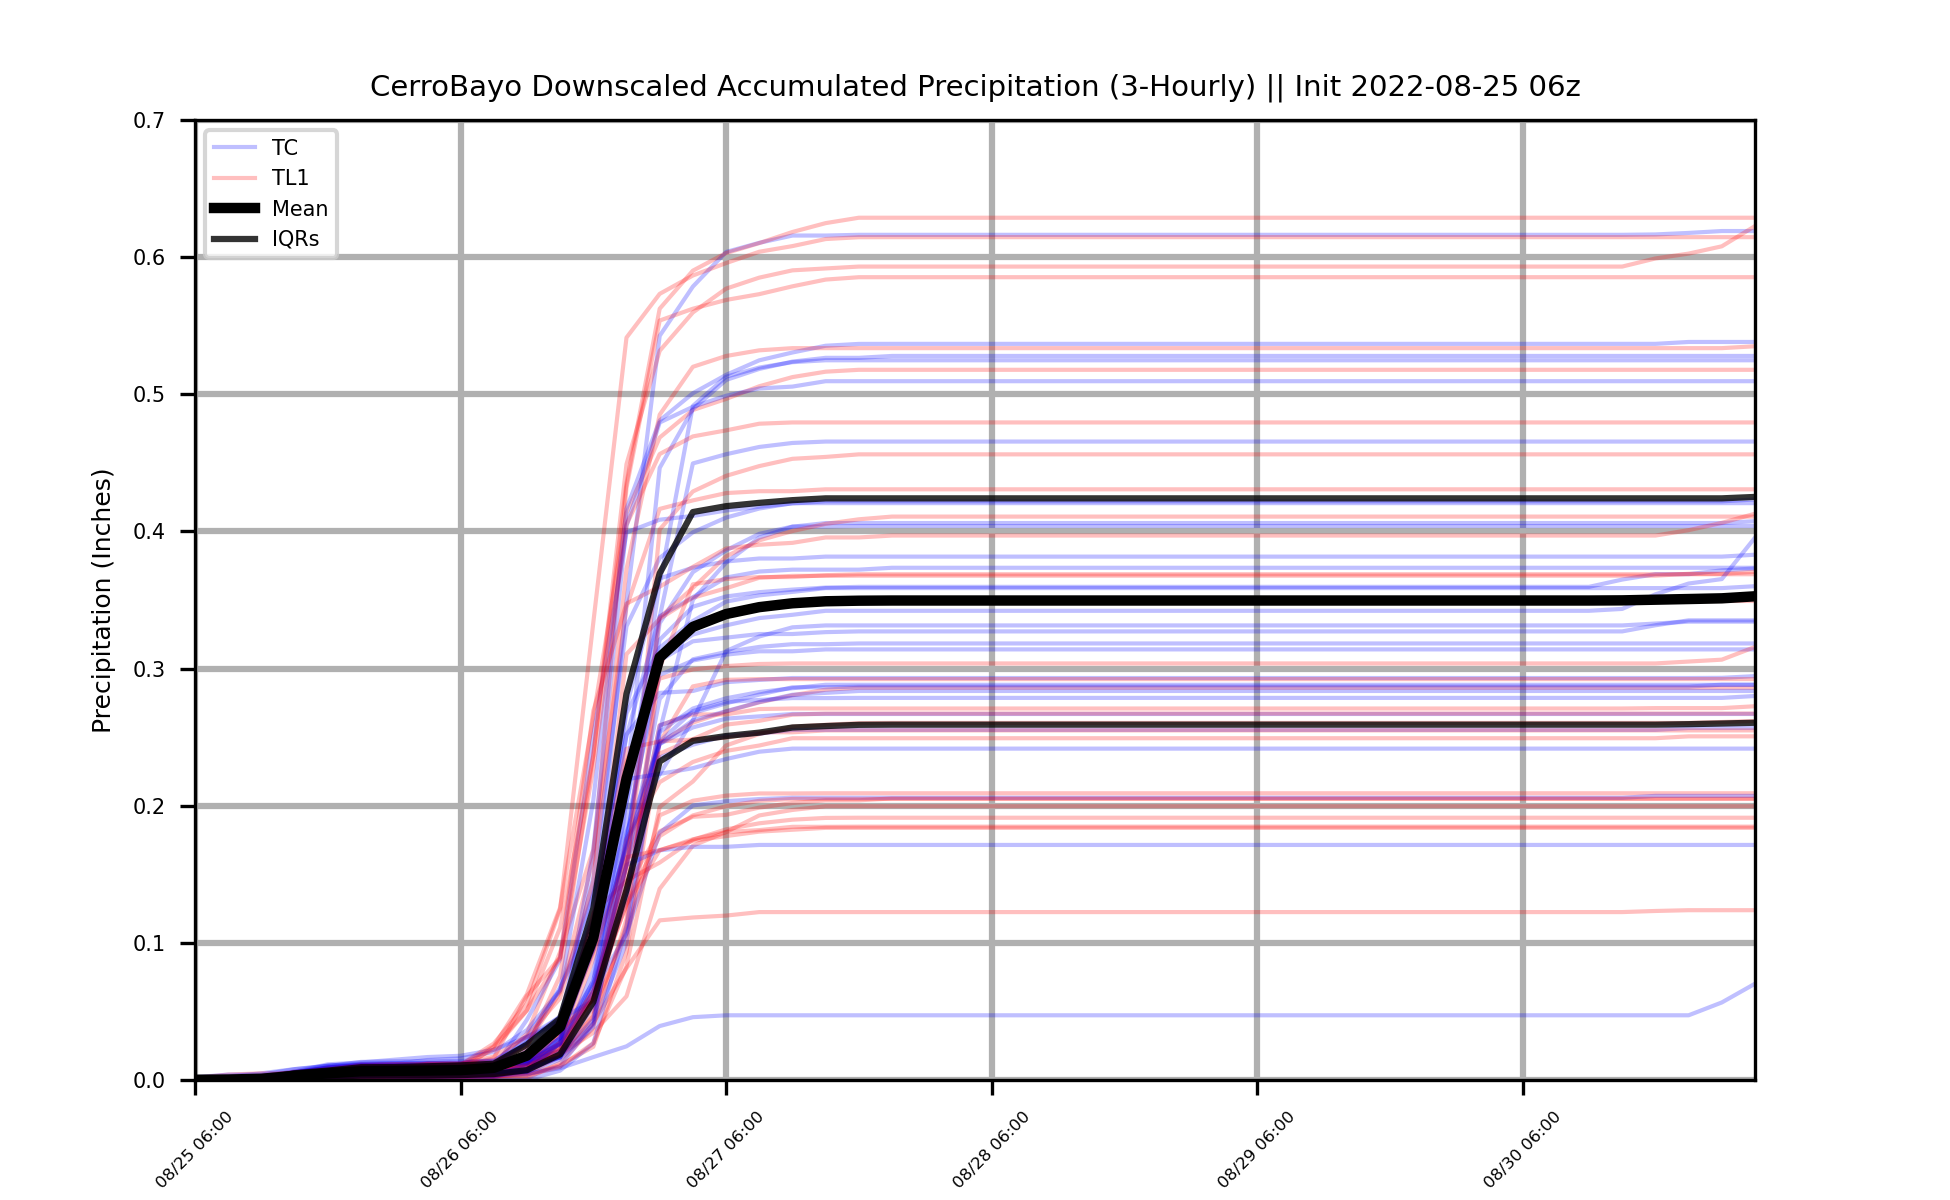 CerroBayo Downscaled Accumulated Precipitation (3-Hourly) || Init 2022-08-25 06z
TC
TL1
Mean
IQRs
Precipitation (Inches)
0.7
0.6
0.5
0.4
0.3
0.2
0.1
0.0
08/25 06:00
08/26 06:00
08/27 06:00
08/28 06:00
08/29 06:00
08/30 06:00